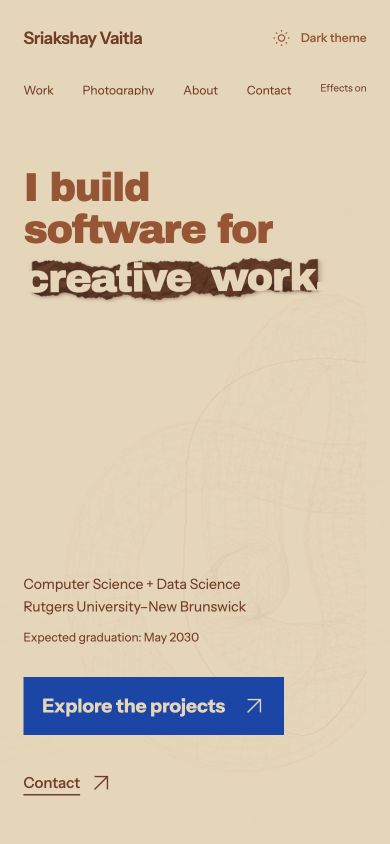 Sriakshay Vaitla
Dark theme
Work Photography About Contact Effects on
I build
software for
creative work
Computer Science + Data Science
Rutgers University–New Brunswick
Expected graduation: May 2030
Explore the projects
Contact